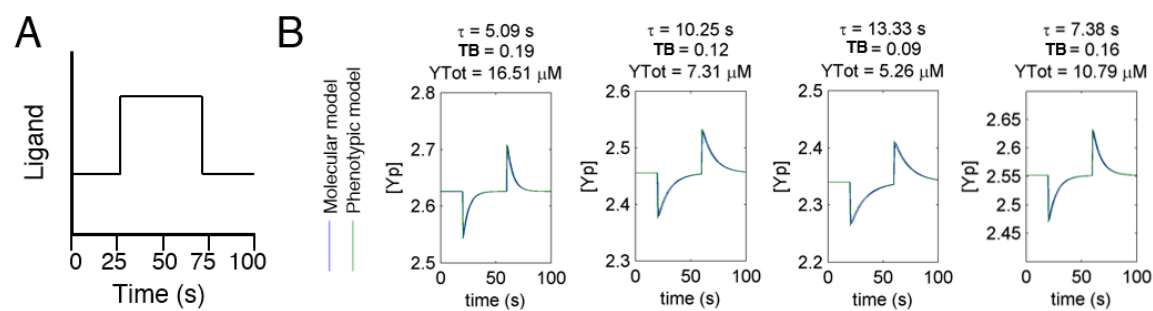 A
Ligand
0 25 50 75 100
Time (s)
B
Molecular model
Phenotypic model
τ = 5.09 s
TB = 0.19
YTot = 16.51 μM
2.8
2.7
2.6
2.5
[Yp]
0 50 100
time (s)
τ = 10.25 s
TB = 0.12
YTot = 7.31 μM
2.6
2.5
2.4
2.3
[Yp]
0 50 100
time (s)
τ = 13.33 s
TB = 0.09
YTot = 5.26 μM
2.5
2.4
2.3
2.2
[Yp]
0 50 100
time (s)
τ = 7.38 s
TB = 0.16
YTot = 10.79 μM
2.65
2.6
2.55
2.5
2.45
[Yp]
0 50 100
time (s)